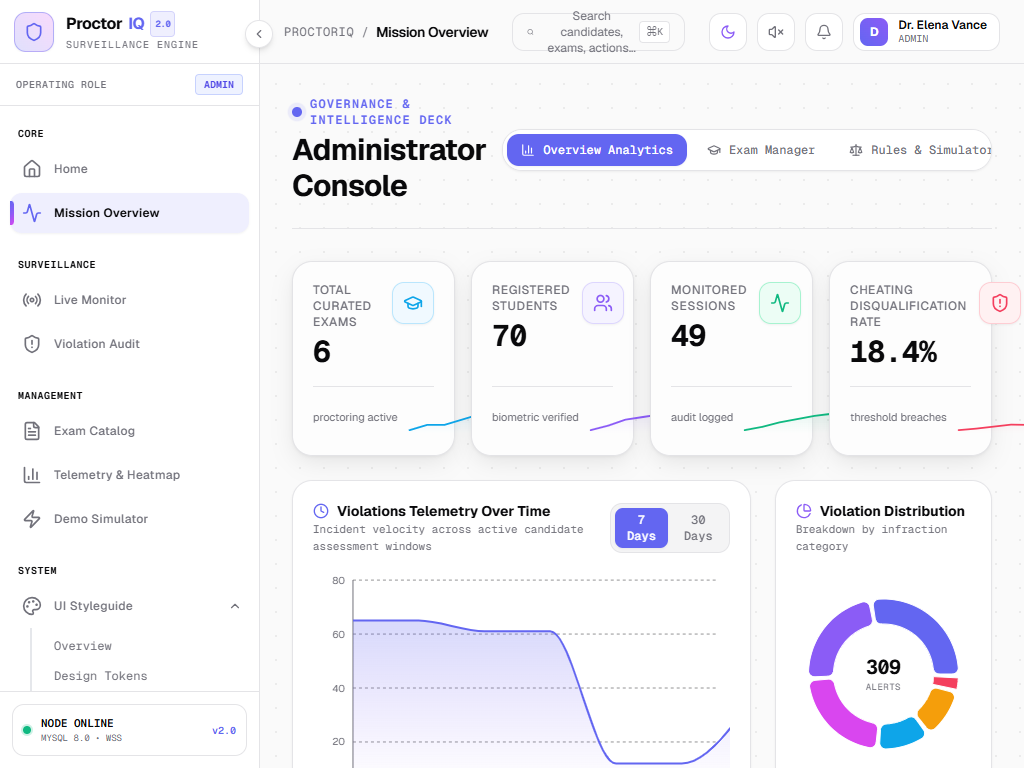 Proctor IQ 2.0
SURVEILLANCE ENGINE
OPERATING ROLE
ADMIN
CORE
Home
Mission Overview
SURVEILLANCE
Live Monitor
Violation Audit
MANAGEMENT
Exam Catalog
Telemetry & Heatmap
Demo Simulator
SYSTEM
UI Styleguide
Overview
Design Tokens
NODE ONLINE
MYSQL 8.0 • WSS
v2.0
PROCTORIQ / Mission Overview
Search
candidates,
exams, actions…
⌘K
D
Dr. Elena Vance
ADMIN
GOVERNANCE &
INTELLIGENCE DECK
Administrator
Console
Overview Analytics
Exam Manager
Rules & Simulator
TOTAL
CURATED
EXAMS
6
proctoring active
REGISTERED
STUDENTS
70
biometric verified
MONITORED
SESSIONS
49
audit logged
CHEATING
DISQUALIFICATION
RATE
18.4%
threshold breaches
Violations Telemetry Over Time
Incident velocity across active candidate
assessment windows
7
Days
30
Days
80
60
40
20
Violation Distribution
Breakdown by infraction
category
309
ALERTS